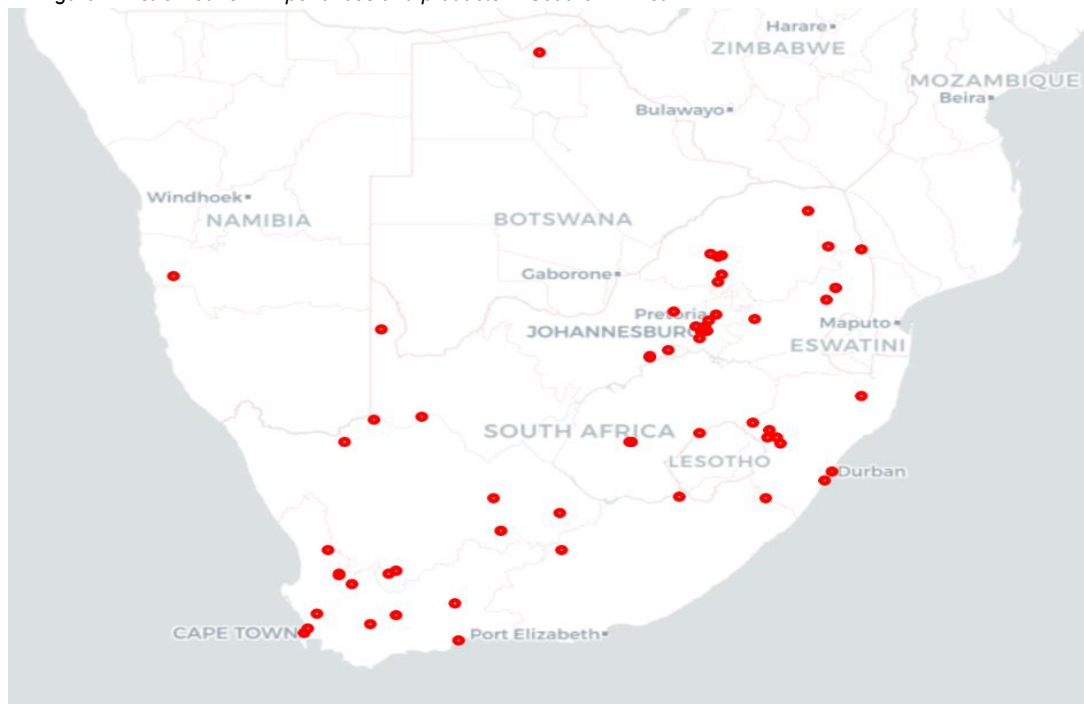 Harare
ZIMBABWE
MOZAMBIQUE
Beira
Bulawayo
Windhoek
NAMIBIA
BOTSWANA
Gaborone
Pretoria
JOHANNESBURG
Maputo
ESWATINI
SOUTH AFRICA
LESOTHO
Durban
CAPE TOWN
Port Elizabeth